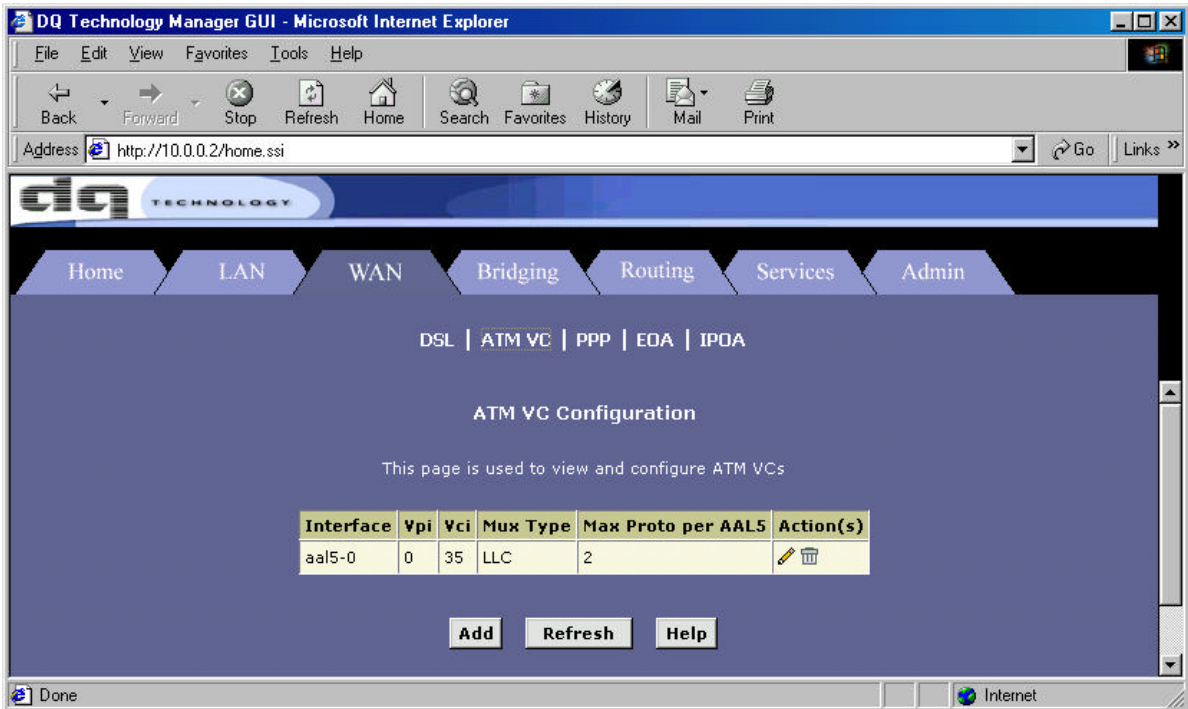 DQ Technology Manager GUI - Microsoft Internet Explorer
File Edit View Favorites Tools Help
Back Forward Stop Refresh Home Search Favorites History Mail Print
Address http://10.0.0.2/home.ssi Go Links »
dq TECHNOLOGY
Home LAN WAN Bridging Routing Services Admin
DSL | ATM VC | PPP | EOA | IPOA
ATM VC Configuration
This page is used to view and configure ATM VCs
Interface Vpi Vci Mux Type Max Proto per AAL5 Action(s)
aal5-0 0 35 LLC 2
Add Refresh Help
Done Internet